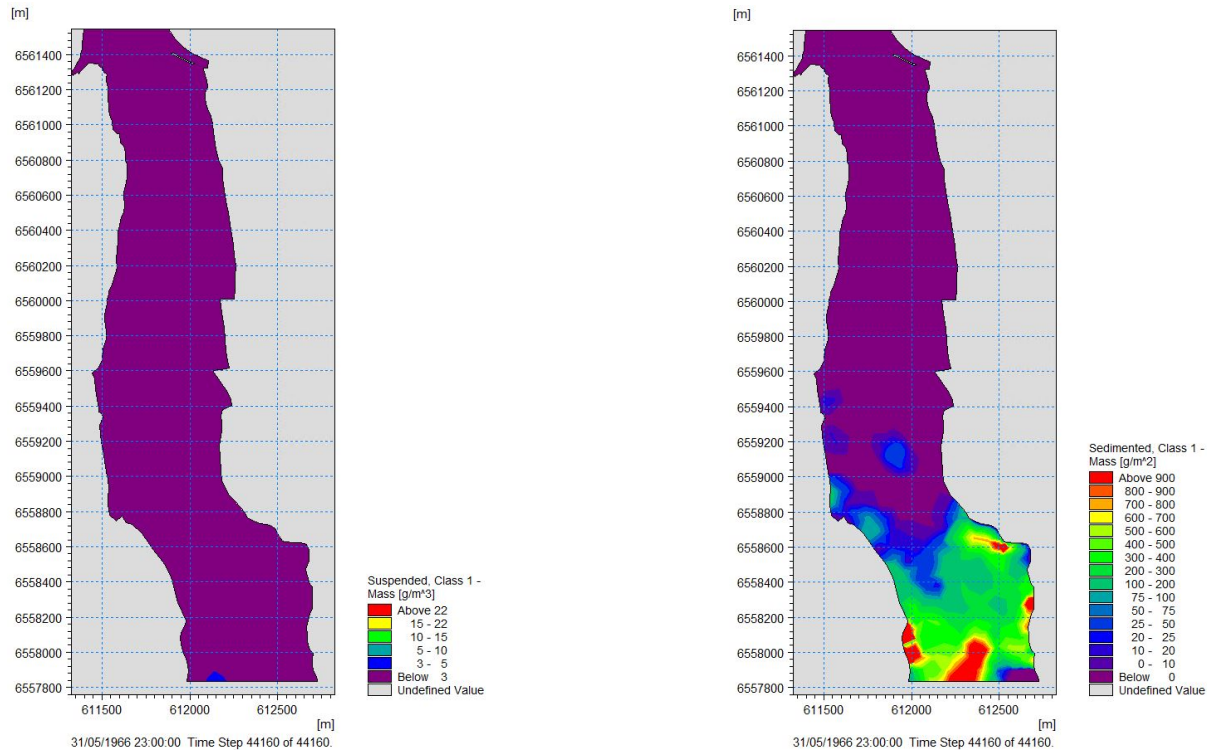 [m]
6561400
6561200
6561000
6560800
6560600
6560400
6560200
6560000
6559800
6559600
6559400
6559200
6559000
6558800
6558600
6558400
6558200
6558000
6557800
611500 612000 612500
[m]
31/05/1966 23:00:00 Time Step 44160 of 44160.
Suspended, Class 1 -
Mass [g/m^3]
Above 22
15 - 22
10 - 15
5 - 10
3 - 5
Below 3
Undefined Value
[m]
6561400
6561200
6561000
6560800
6560600
6560400
6560200
6560000
6559800
6559600
6559400
6559200
6559000
6558800
6558600
6558400
6558200
6558000
6557800
611500 612000 612500
[m]
31/05/1966 23:00:00 Time Step 44160 of 44160.
Sedimented, Class 1 -
Mass [g/m^2]
Above 900
800 - 900
700 - 800
600 - 700
500 - 600
400 - 500
300 - 400
200 - 300
100 - 200
75 - 100
50 - 75
25 - 50
20 - 25
10 - 20
0 - 10
Below 0
Undefined Value